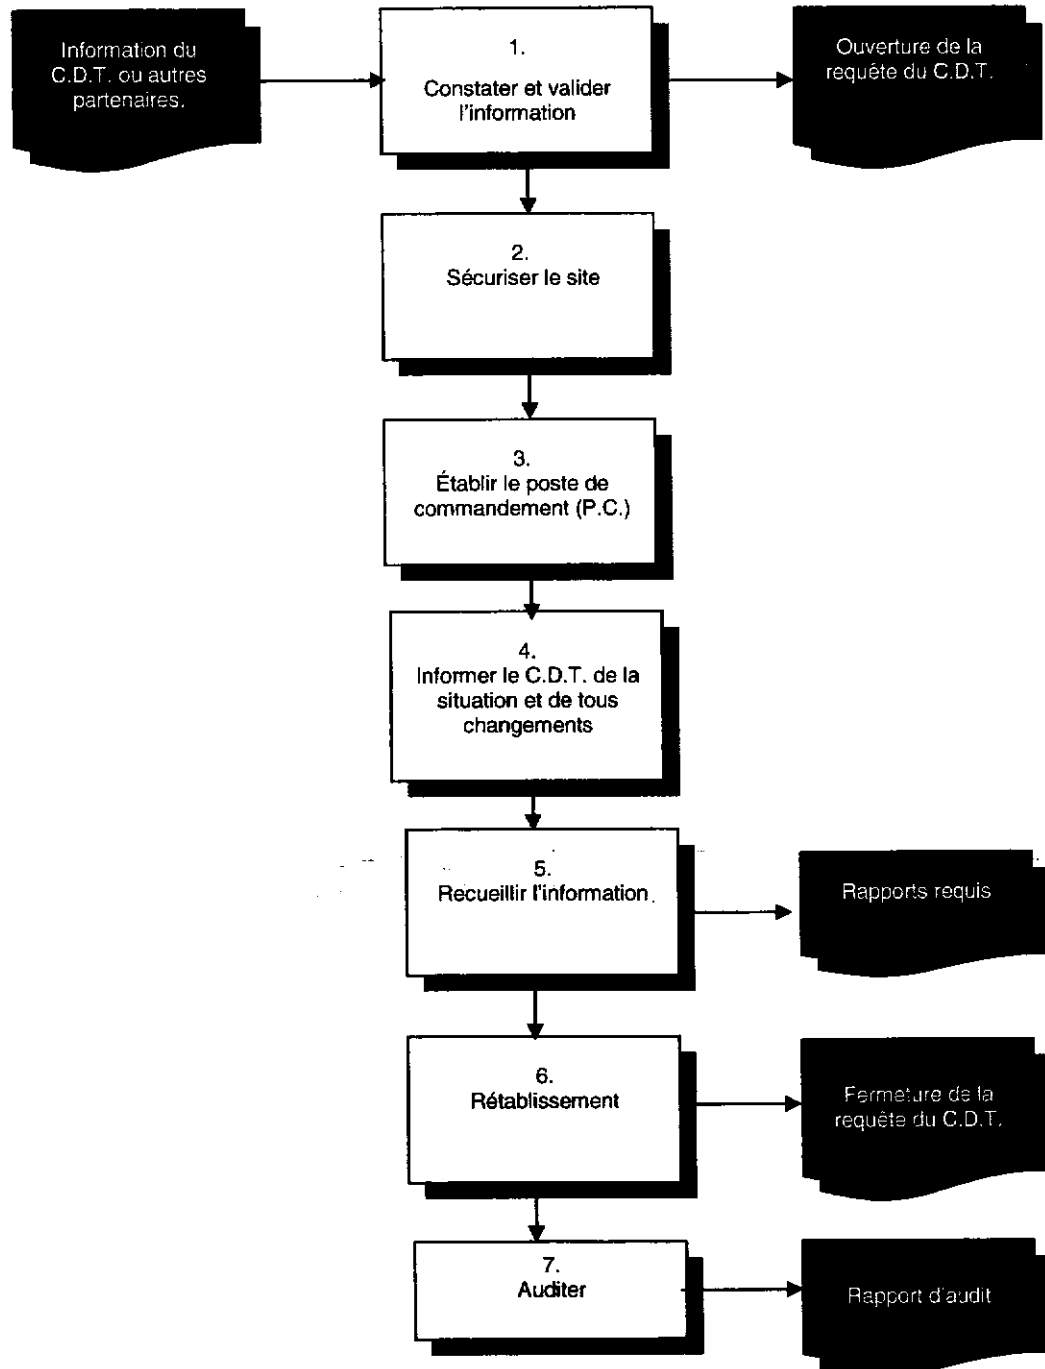 Information du
C.D.T. ou autres
partenaires.
1.
Constater et valider
l'information
Ouverture de la
requête du C.D.T.
2.
Sécuriser le site
3.
Établir le poste de
commandement (P.C.)
4.
Informer le C.D.T. de la
situation et de tous
changements
5.
Recueillir l'information
Rapports requis
6.
Rétablissement
Fermeture de la
requête du C.D.T.
7.
Auditer
Rapport d'audit